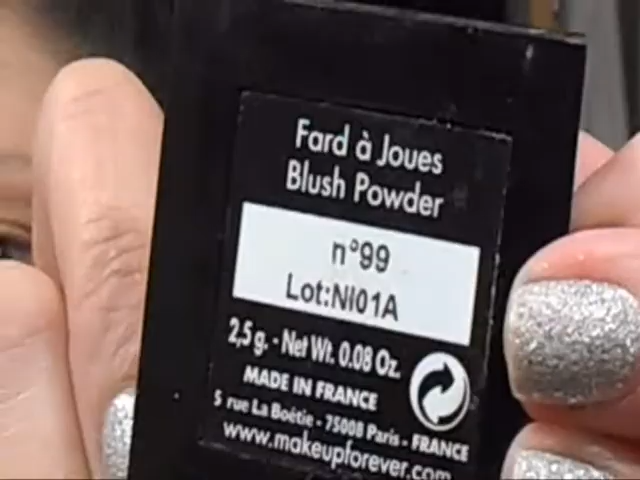 Fard à Joues
Blush Powder
n°99
Lot:NI01A
2,5 g. - Net Wt. 0.08 Oz.
MADE IN FRANCE
5 rue La Boëtie - 75008 Paris - FRANCE
www.makeupforever.com